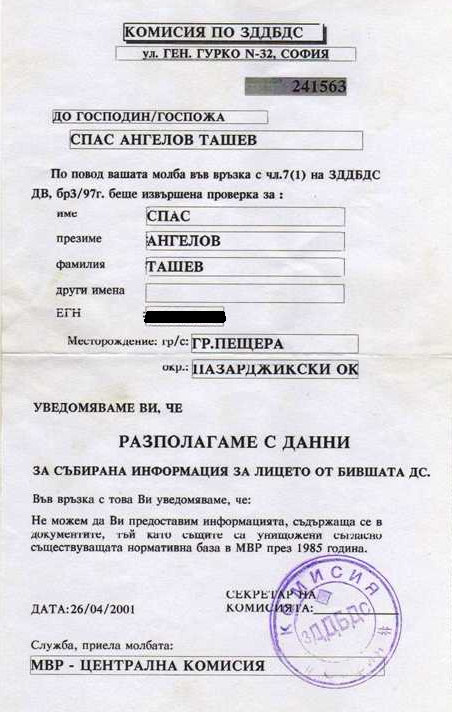 КОМИСИЯ ПО ЗДДБДС
ул. ГЕН. ГУРКО N-32, СОФИЯ
241563
ДО ГОСПОДИН/ГОСПОЖА
СПАС АНГЕЛОВ ТАШЕВ
По повод вашата молба във връзка с чл.7(1) на ЗДДБДС
ДВ, бр3/97г. беше извършена проверка за :
име СПАС
презиме АНГЕЛОВ
фамилия ТАШЕВ
други имена
ЕГН
Месторождение: гр/с: ГР.ПЕЩЕРА
окр.: ПАЗАРДЖИКСКИ ОК
УВЕДОМЯВАМЕ ВИ, ЧЕ
РАЗПОЛАГАМЕ С ДАННИ
ЗА СЪБИРАНА ИНФОРМАЦИЯ ЗА ЛИЦЕТО ОТ БИВШАТА ДС.
Във връзка с това Ви уведомяваме, че:
Не можем да Ви предоставим информацията, съдържаща се в
документите, тъй като същите са унищожени съгласно
съществуващата нормативна база в МВР през 1985 година.
СЕКРЕТАР НА
ДАТА:26/04/2001 КОМИСИЯТА:
КОМИСИЯ
ЗДДБДС
Служба, приела молбата:
МВР - ЦЕНТРАЛНА КОМИСИЯ